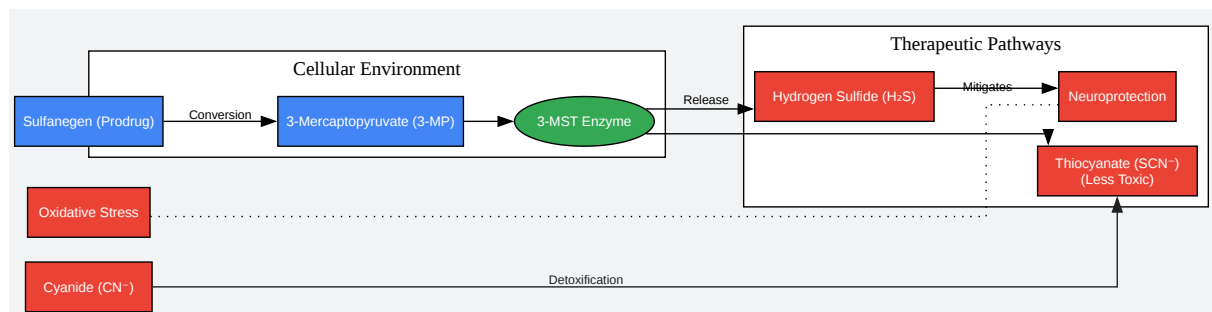 Therapeutic Pathways
Cellular Environment
Sulfanegen (Prodrug)
Conversion
3-Mercaptopyruvate (3-MP)
3-MST Enzyme
Release
Hydrogen Sulfide (H₂S)
Mitigates
Neuroprotection
Thiocyanate (SCN⁻)
(Less Toxic)
Oxidative Stress
Cyanide (CN⁻)
Detoxification